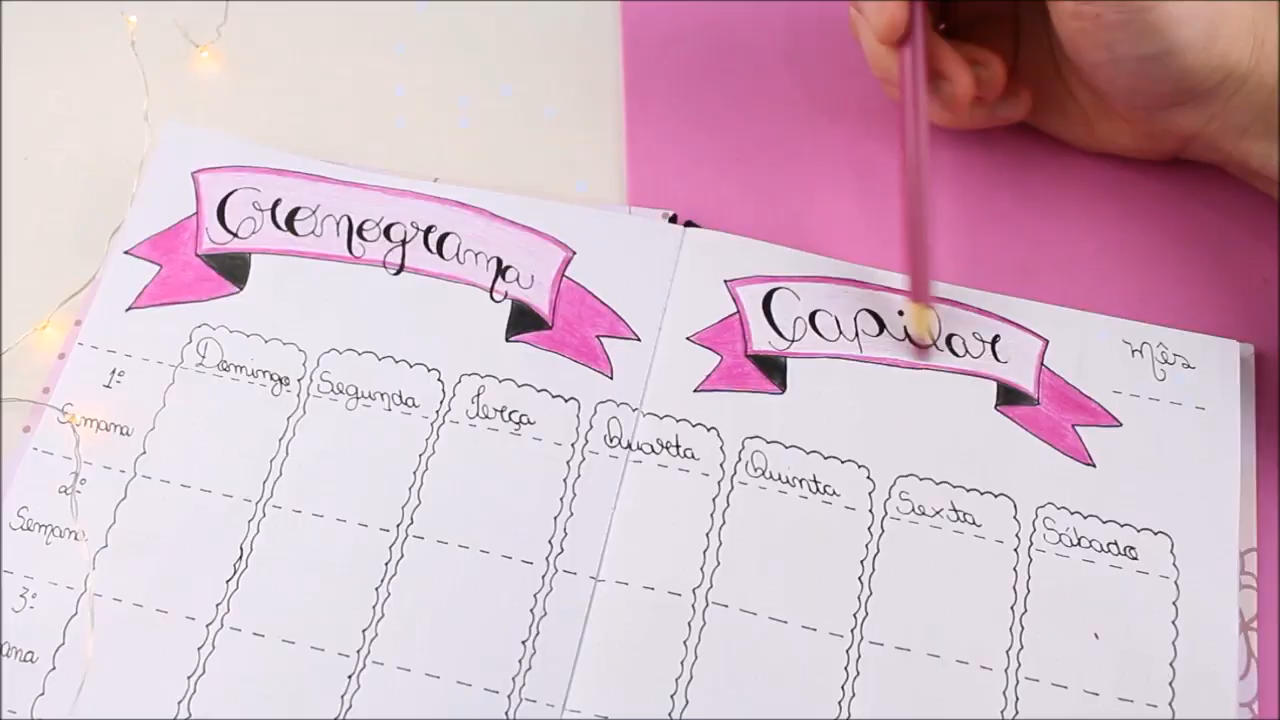 Cronograma
Capilar
Mês
Domingo Segunda Terça Quarta Quinta Sexta Sábado
1º
Semana
2º
Semana
3º